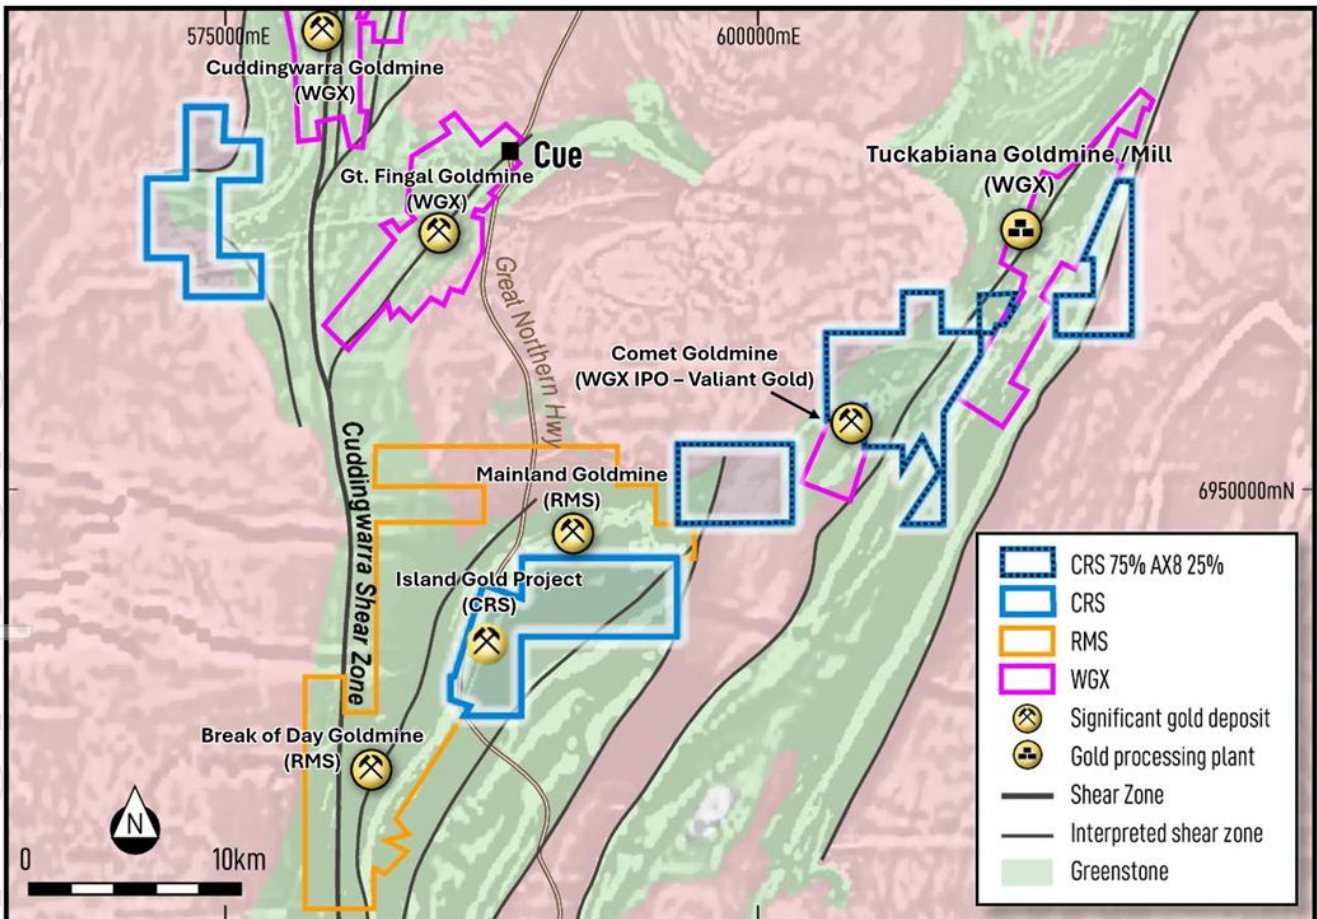 575000mE
600000mE
Cuddingwarra Goldmine
(WGX)
Cue
Tuckabiana Goldmine /Mill
(WGX)
Gt. Fingal Goldmine
(WGX)
Great Northern Hwy
Comet Goldmine
(WGX IPO – Valiant Gold)
Cuddingwarra Shear Zone
Mainland Goldmine
(RMS)
6950000mN
Island Gold Project
(CRS)
Break of Day Goldmine
(RMS)
N
0 10km
CRS 75% AX8 25%
CRS
RMS
WGX
Significant gold deposit
Gold processing plant
Shear Zone
Interpreted shear zone
Greenstone